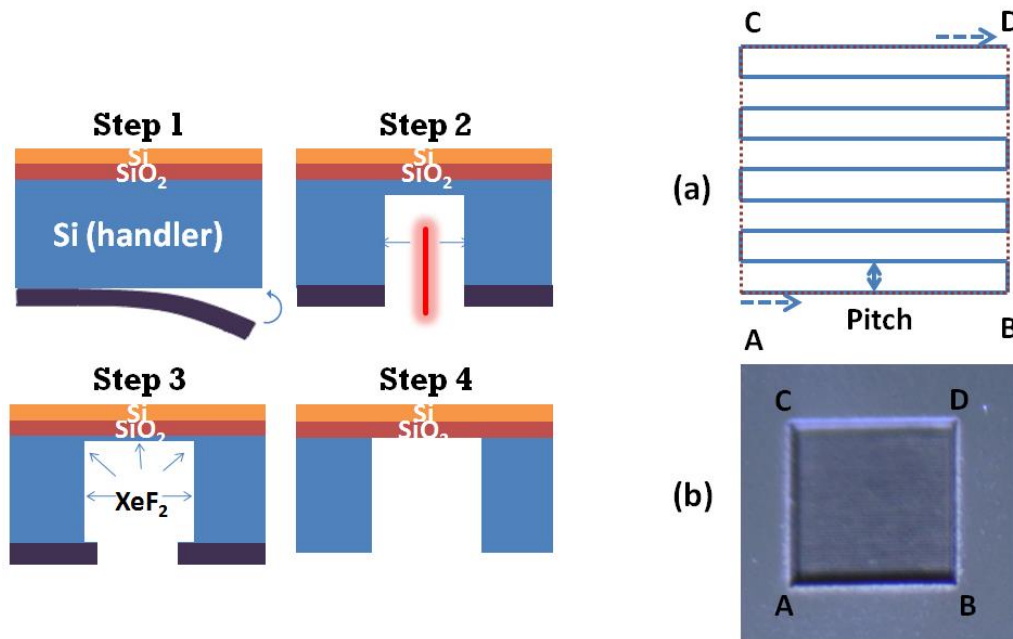 Step 1
Si
SiO2
Si (handler)
Step 2
Si
SiO2
Step 3
Si
SiO2
XeF2
Step 4
Si
SiO2
C
D
(a)
Pitch
A
B
C
D
(b)
A
B